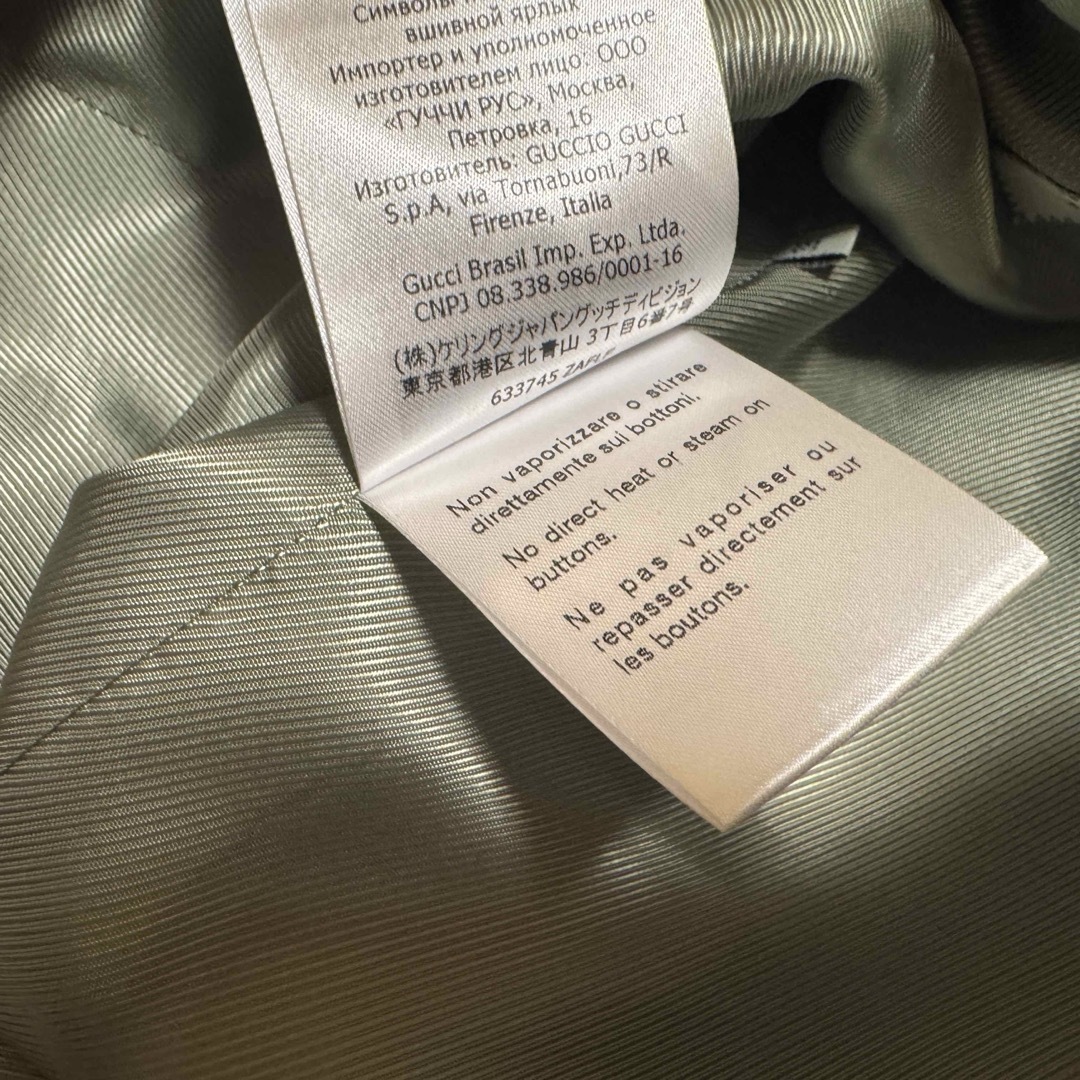 Символы
вшивной ярлык
Импортер и уполномоченное
изготовителем лицо: ООО
«ГУЧЧИ РУС», Москва,
Петровка, 16
Изготовитель: GUCCIO GUCCI
S.p.A, via Tornabuoni,73/R
Firenze, Italia
Gucci Brasil Imp. Exp. Ltda.
CNPJ 08.338.986/0001-16
(株)ケリングジャパングッチディビジョン
東京都港区北青山 3丁目6番7号
633745
Non vaporizzare o stirare
direttamente sui bottoni.
No direct heat or steam on
buttons.
Ne pas vaporiser ou
repasser directement sur
les boutons.